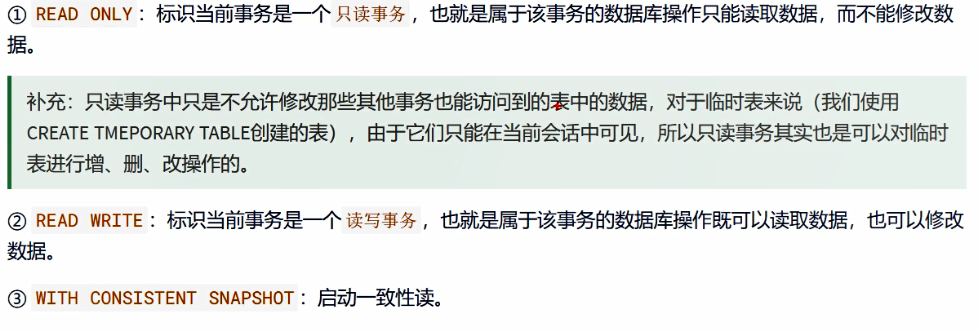 ① READ ONLY：标识当前事务是一个 只读事务 ，也就是属于该事务的数据库操作只能读取数据，而不能修改数
据。
补充：只读事务中只是不允许修改那些其他事务也能访问到的表中的数据，对于临时表来说（我们使用
CREATE TMEPORARY TABLE创建的表），由于它们只能在当前会话中可见，所以只读事务其实也是可以对临时
表进行增、删、改操作的。
② READ WRITE：标识当前事务是一个 读写事务 ，也就是属于该事务的数据库操作既可以读取数据，也可以修改
数据。
③ WITH CONSISTENT SNAPSHOT：启动一致性读。